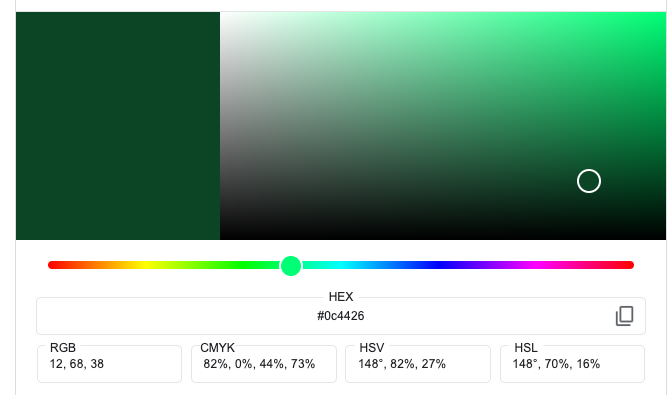 HEX
#0c4426
RGB
12, 68, 38
CMYK
82%, 0%, 44%, 73%
HSV
148°, 82%, 27%
HSL
148°, 70%, 16%